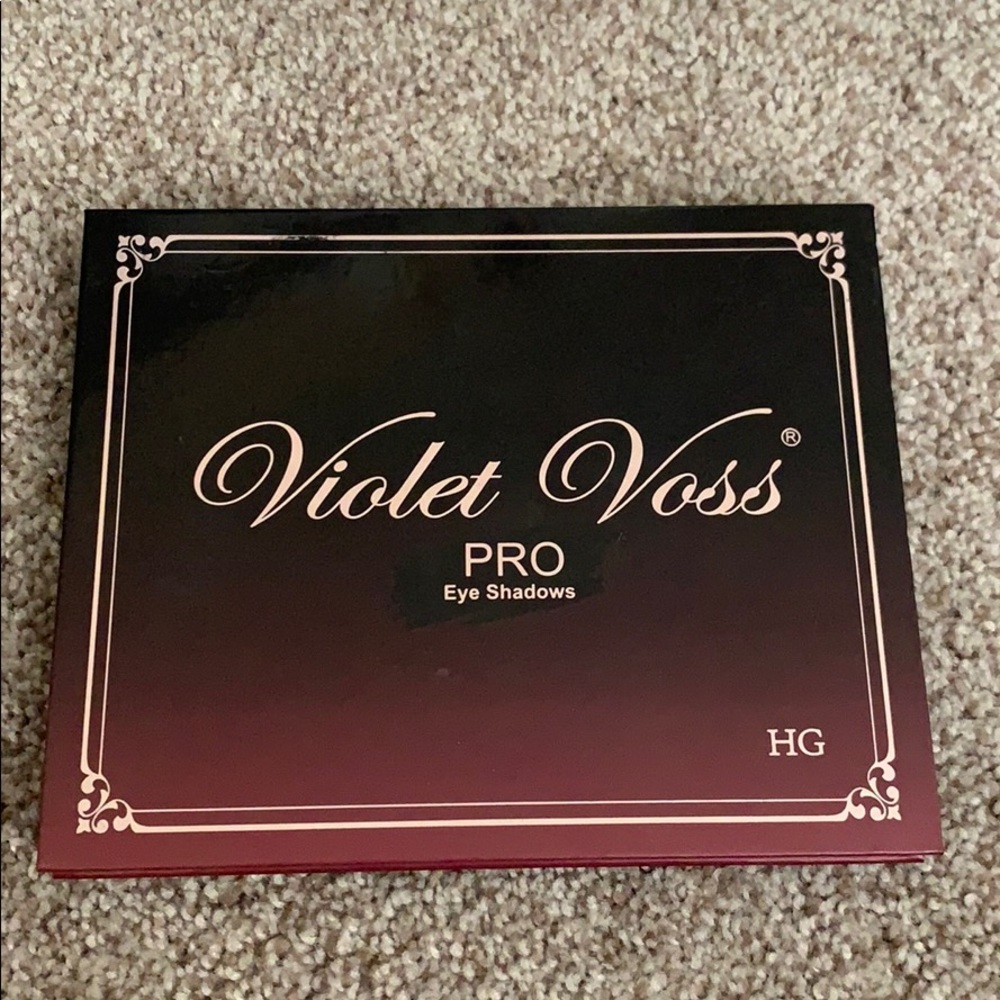 Violet Voss®
PRO
Eye Shadows
HG